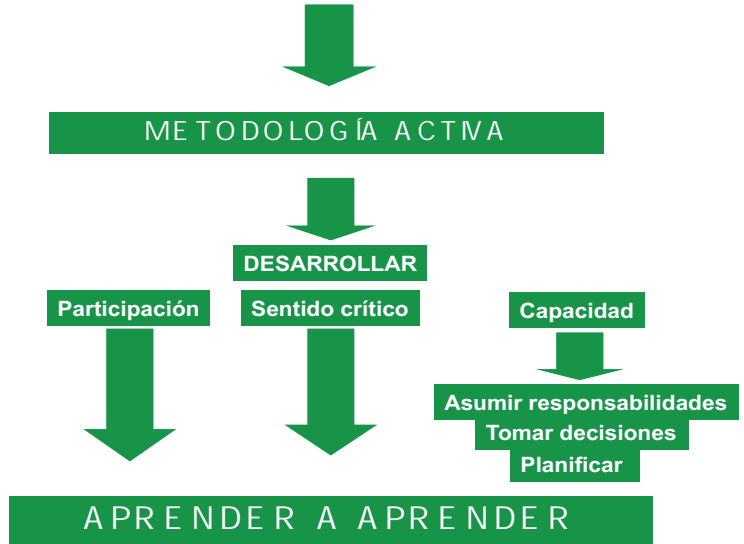 METODOLOGÍA ACTIVA
DESARROLLAR
Participación
Sentido crítico
Capacidad
Asumir responsabilidades
Tomar decisiones
Planificar
APRENDER A APRENDER